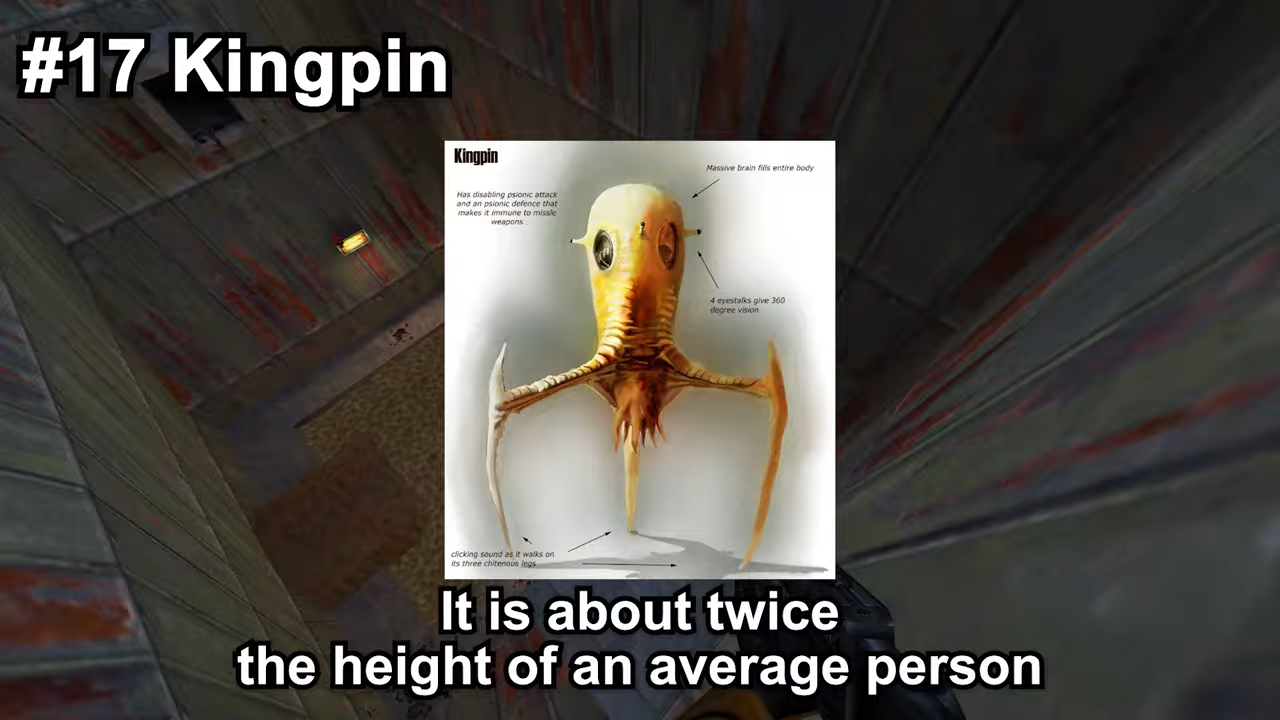 #17 Kingpin
Kingpin
Massive brain fills entire body
Has disabling psionic attack
and an psionic defence that
makes it immune to missle
weapons
4 eyestalks give 360
degree vision
clicking sound as it walks on
its three chitenous legs
It is about twice
the height of an average person